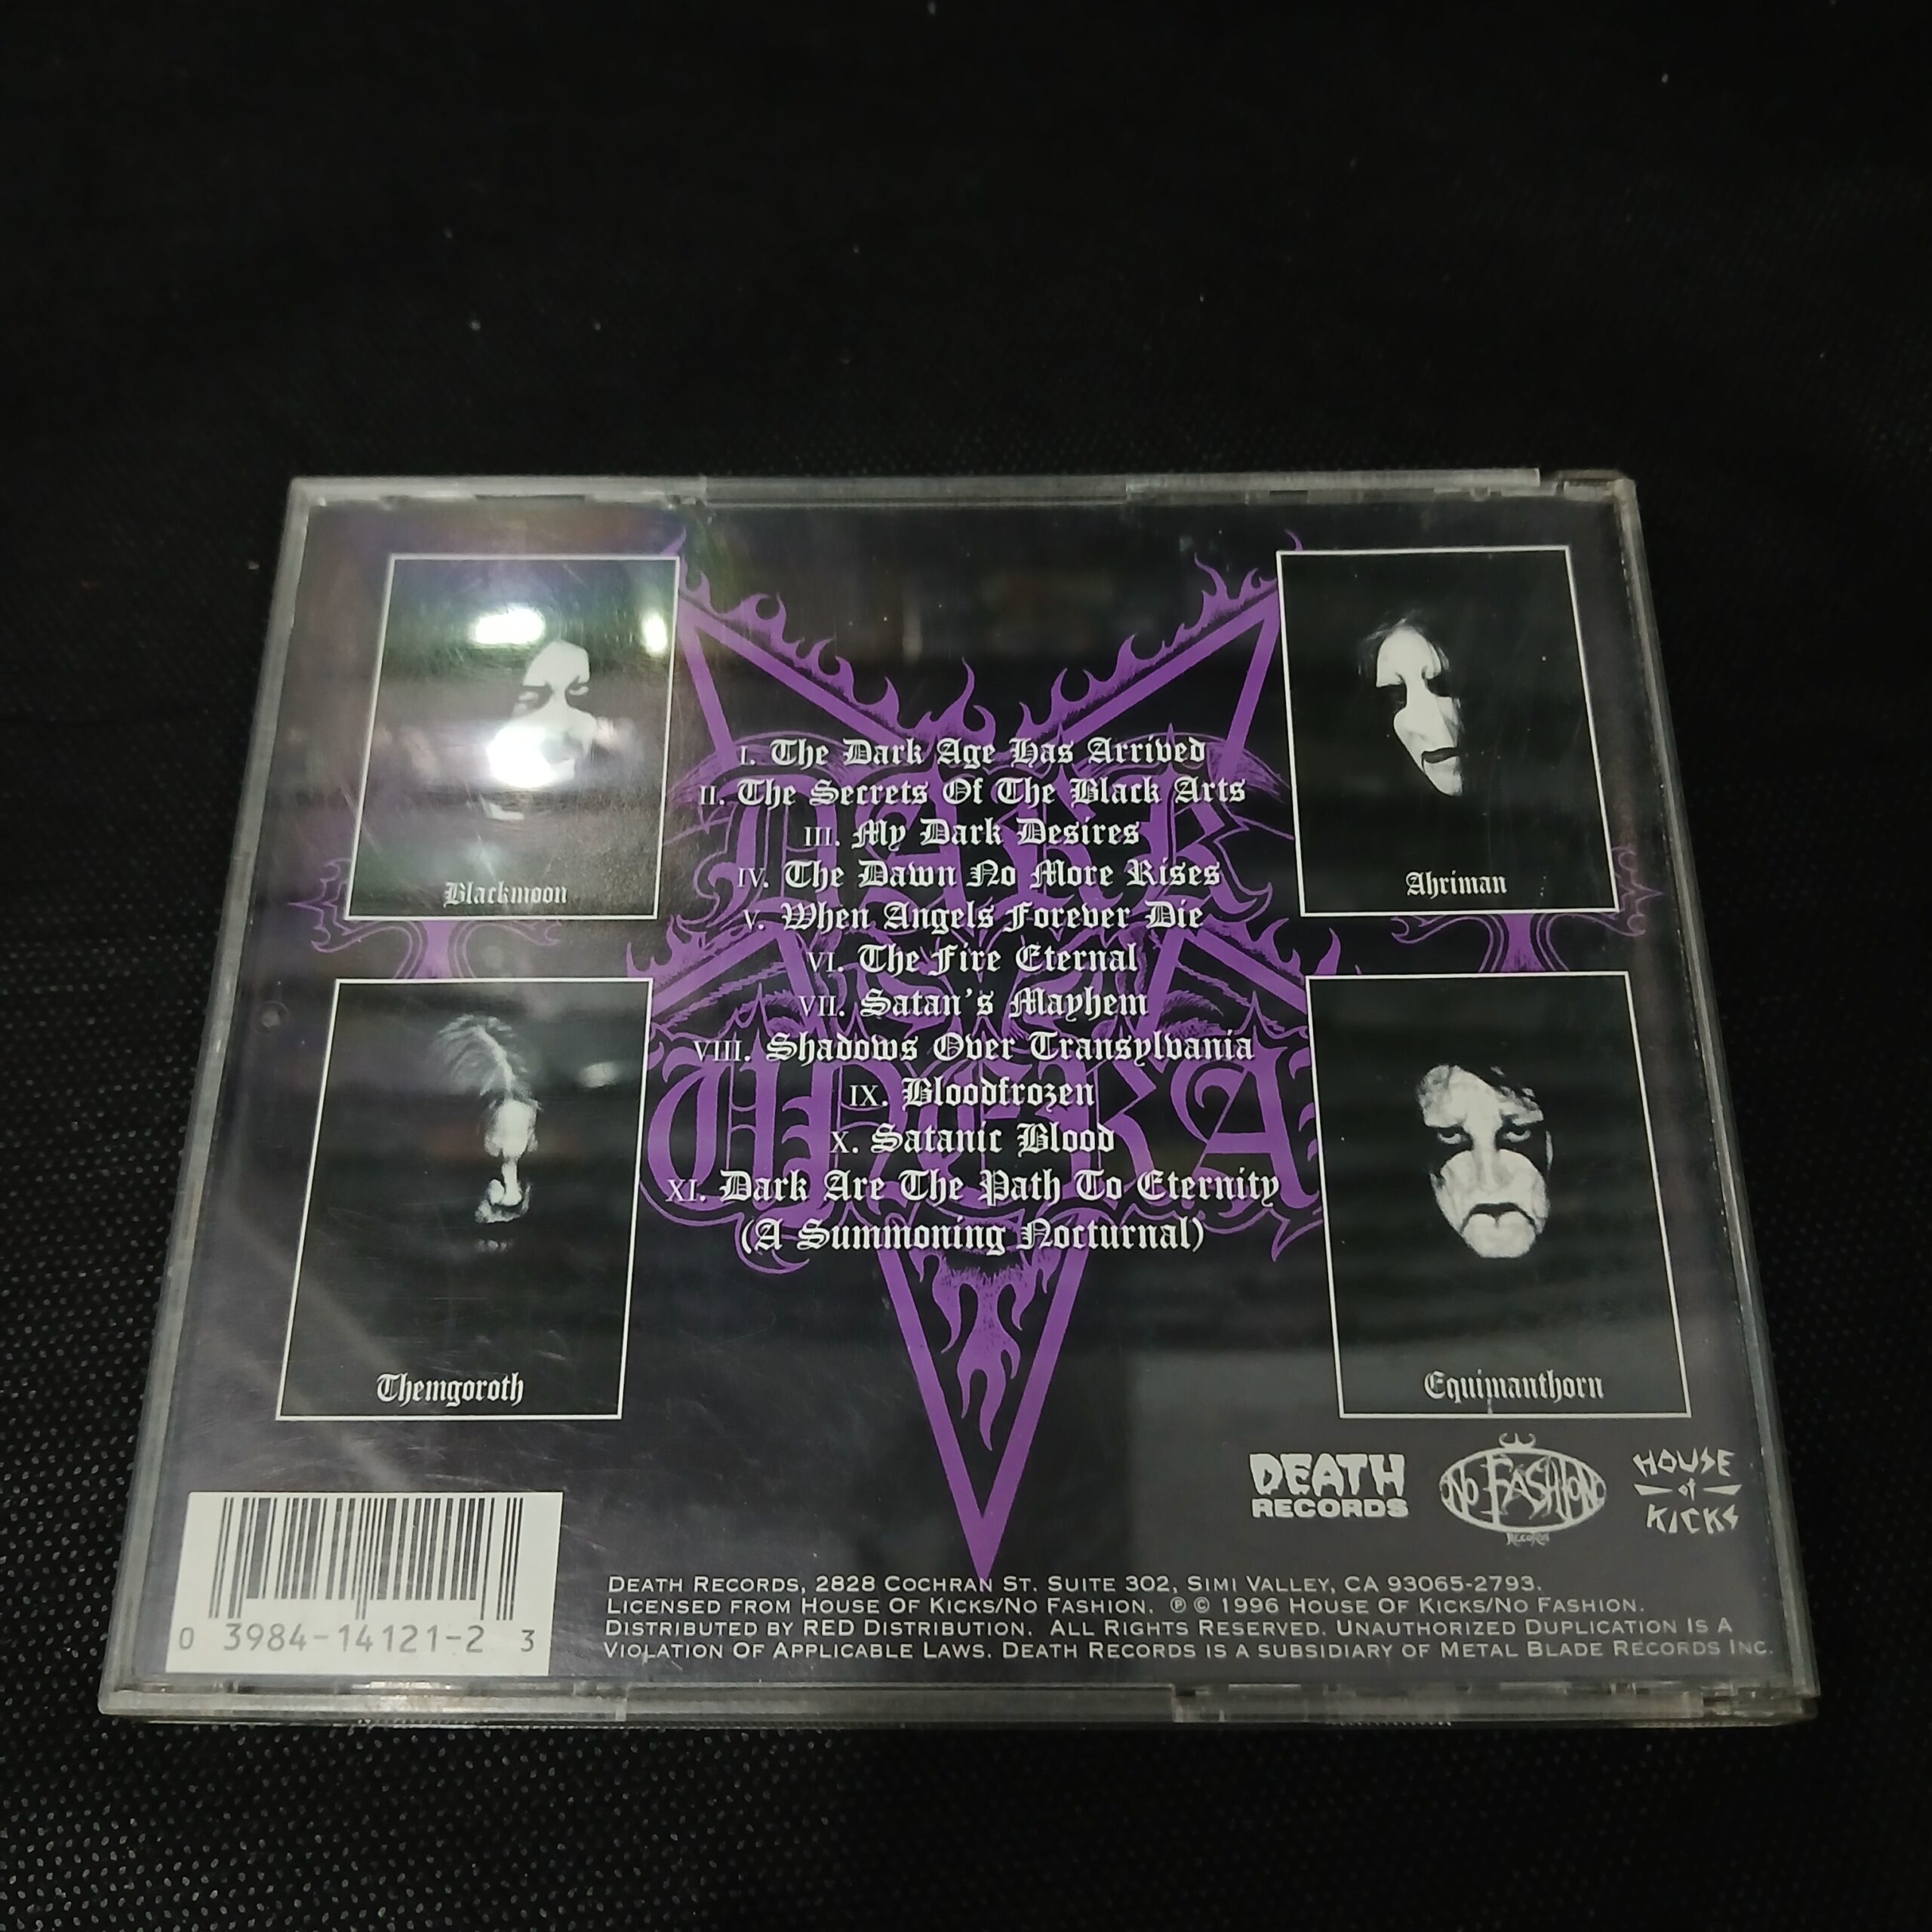 Blackmoon
Ahriman
I. The Dark Age Has Arrived
II. The Secrets Of The Black Arts
III. My Dark Desires
IV. The Dawn No More Rises
V. When Angels Forever Die
VI. The Fire Eternal
VII. Satan's Mayhem
VIII. Shadows Over Transylvania
IX. Bloodfrozen
X. Satanic Blood
XI. Dark Are The Path To Eternity
(A Summoning Nocturnal)
DARK
FUNERAL
Themgoroth
Equimanthorn
DEATH
RECORDS
NO FASHION
RECORDS
HOUSE
of
KICKS
DEATH RECORDS, 2828 COCHRAN ST. SUITE 302, SIMI VALLEY, CA 93065-2793.
LICENSED FROM HOUSE OF KICKS/NO FASHION. ℗ © 1996 HOUSE OF KICKS/NO FASHION.
DISTRIBUTED BY RED DISTRIBUTION. ALL RIGHTS RESERVED. UNAUTHORIZED DUPLICATION IS A
VIOLATION OF APPLICABLE LAWS. DEATH RECORDS IS A SUBSIDIARY OF METAL BLADE RECORDS INC.
0 3984-14121-2 3